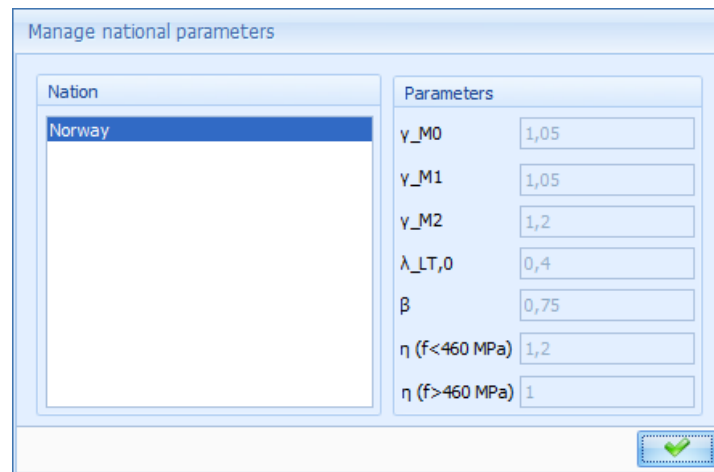 Manage national parameters
Nation
Norway
Parameters
γ_M0 1,05
γ_M1 1,05
γ_M2 1,2
λ_LT,0 0,4
β 0,75
η (f<460 MPa) 1,2
η (f>460 MPa) 1